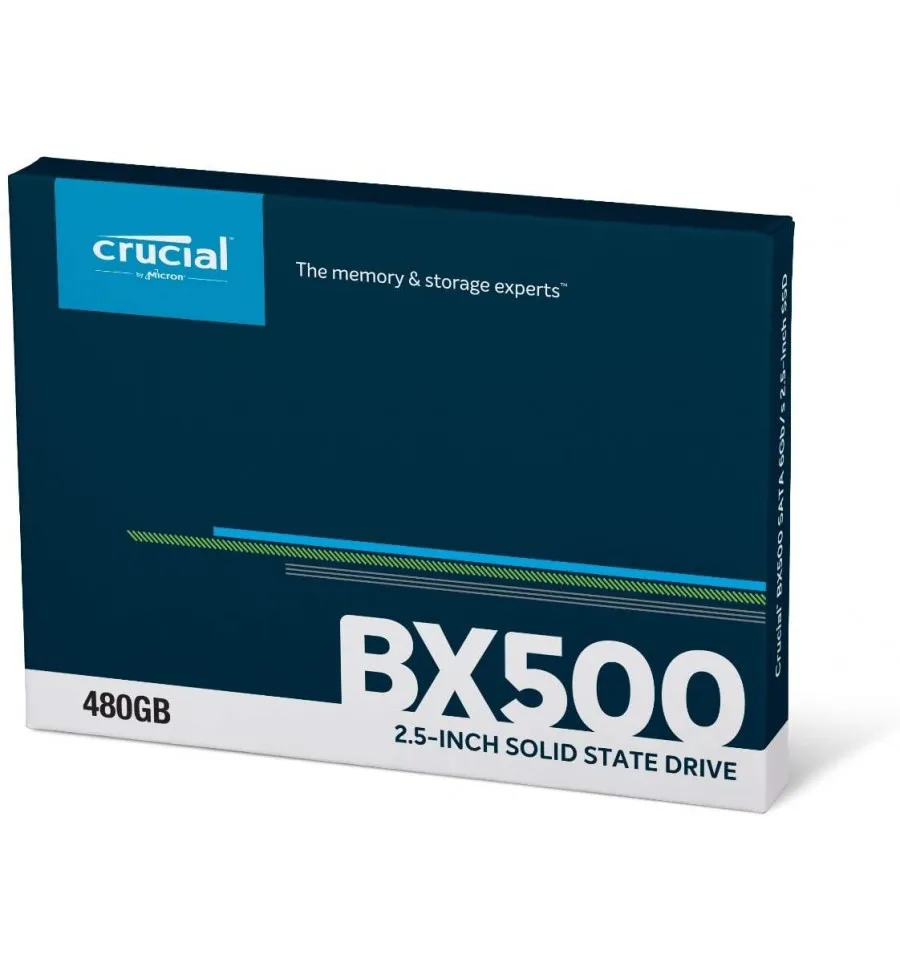 crucial™
by Micron®
The memory & storage experts™
BX500
480GB
2.5-INCH SOLID STATE DRIVE
Crucial® BX500 SATA 6Gb/s 2.5-inch SSD